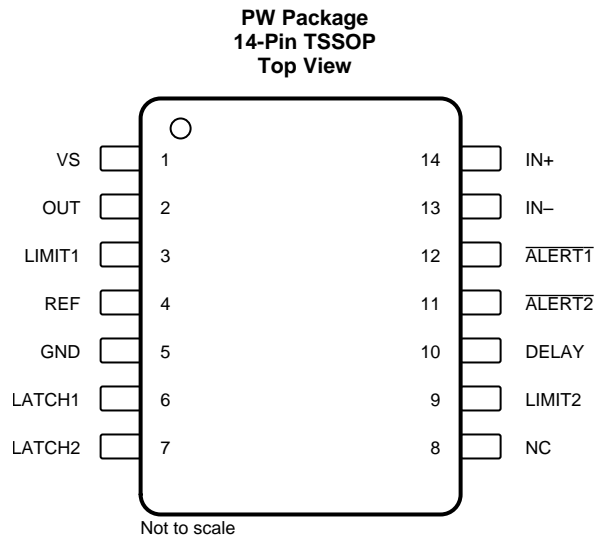 PW Package
14-Pin TSSOP
Top View
VS 1 14 IN+
OUT 2 13 IN–
LIMIT1 3 12 ALERT1
REF 4 11 ALERT2
GND 5 10 DELAY
LATCH1 6 9 LIMIT2
LATCH2 7 8 NC
Not to scale